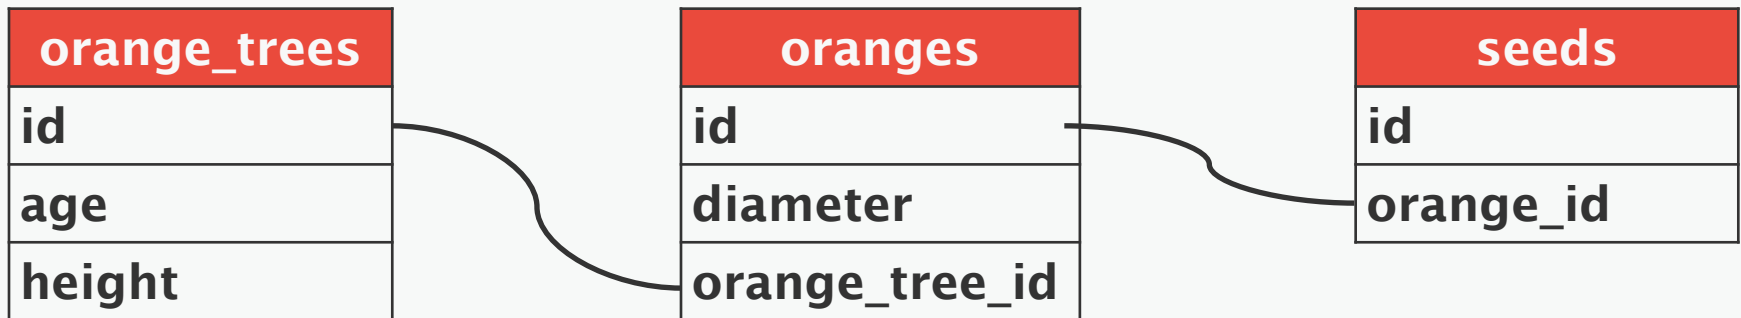 orange_trees
id
age
height
oranges
id
diameter
orange_tree_id
seeds
id
orange_id